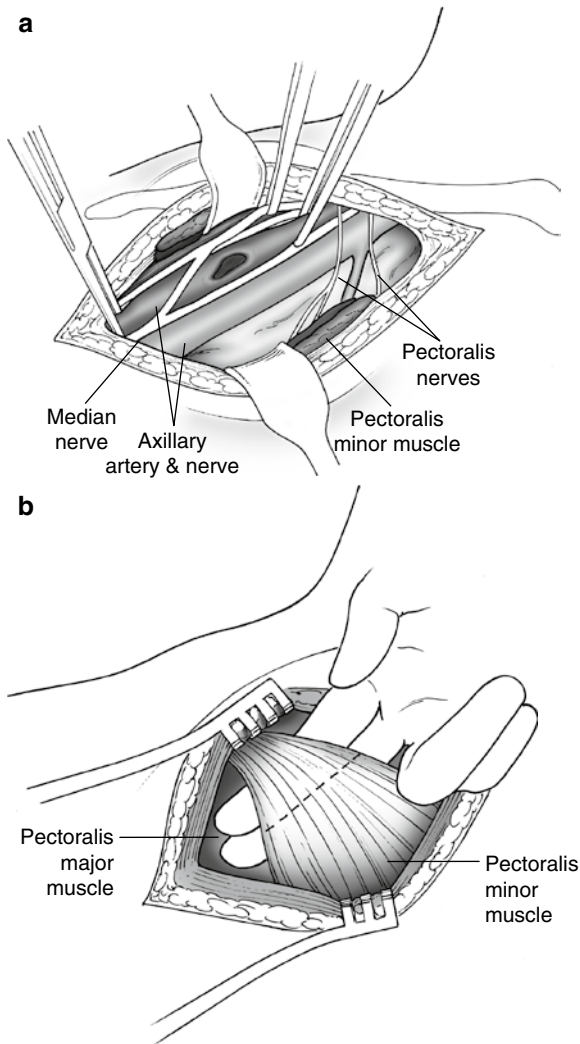 a
Pectoralis
nerves
Median
nerve
Axillary
artery & nerve
Pectoralis
minor muscle
b
Pectoralis
major
muscle
Pectoralis
minor
muscle